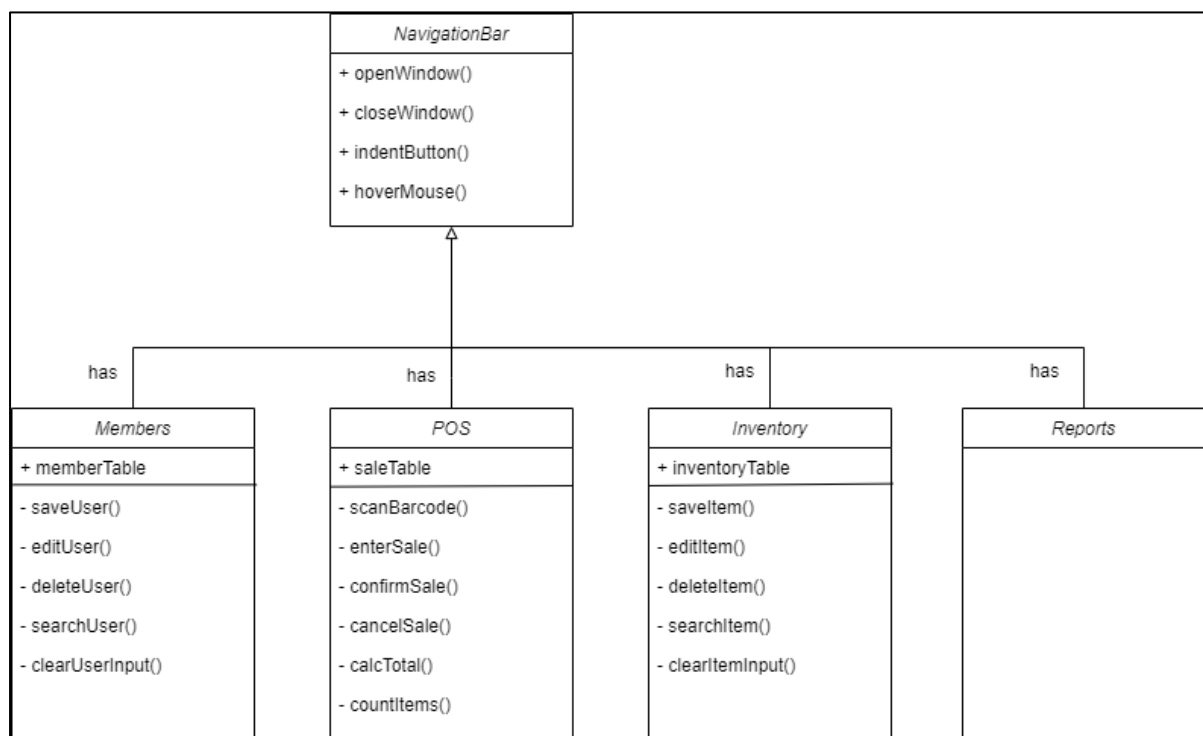 NavigationBar
+ openWindow()
+ closeWindow()
+ indentButton()
+ hoverMouse()
has
has
has
has
Members
+ memberTable
- saveUser()
- editUser()
- deleteUser()
- searchUser()
- clearUserInput()
POS
+ saleTable
- scanBarcode()
- enterSale()
- confirmSale()
- cancelSale()
- calcTotal()
- countItems()
Inventory
+ inventoryTable
- saveItem()
- editItem()
- deleteItem()
- searchItem()
- clearItemInput()
Reports